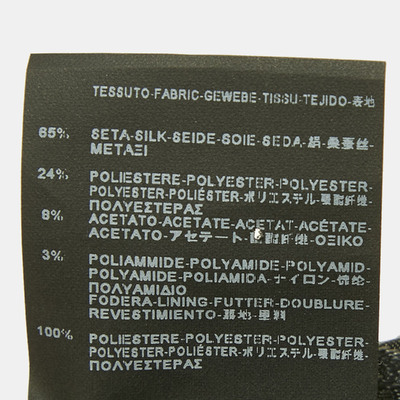 TESSUTO-FABRIC-GEWEBE-TISSU-TEJIDO-表地
65% SETA-SILK-SEIDE-SOIE-SEDA-絹-桑蚕丝-
ΜΕΤΑΞΙ
24% POLIESTERE-POLYESTER-POLYESTER-
POLYESTER-POLIÉSTER-ポリエステル-聚酯纤维-
ΠΟΛΥΕΣΤΕΡΑΣ
8% ACETATO-ACETATE-ACETAT-ACÉTATE-
ACETATO-アセテート-纤维-ΟΞΙΚΟ
3% POLIAMMIDE-POLYAMIDE-POLYAMID-
POLYAMIDE-POLIAMIDA-ナイロン-锦纶-
ΠΟΛΥΑΜΙΔΙΟ
FODERA-LINING-FUTTER-DOUBLURE-
REVESTIMIENTO-裏地-里料
100% POLIESTERE-POLYESTER-POLYESTER-
POLYESTER-POLIÉSTER-ポリエステル-聚酯纤维-
ΠΟΛΥΕΣΤΕΡΑΣ